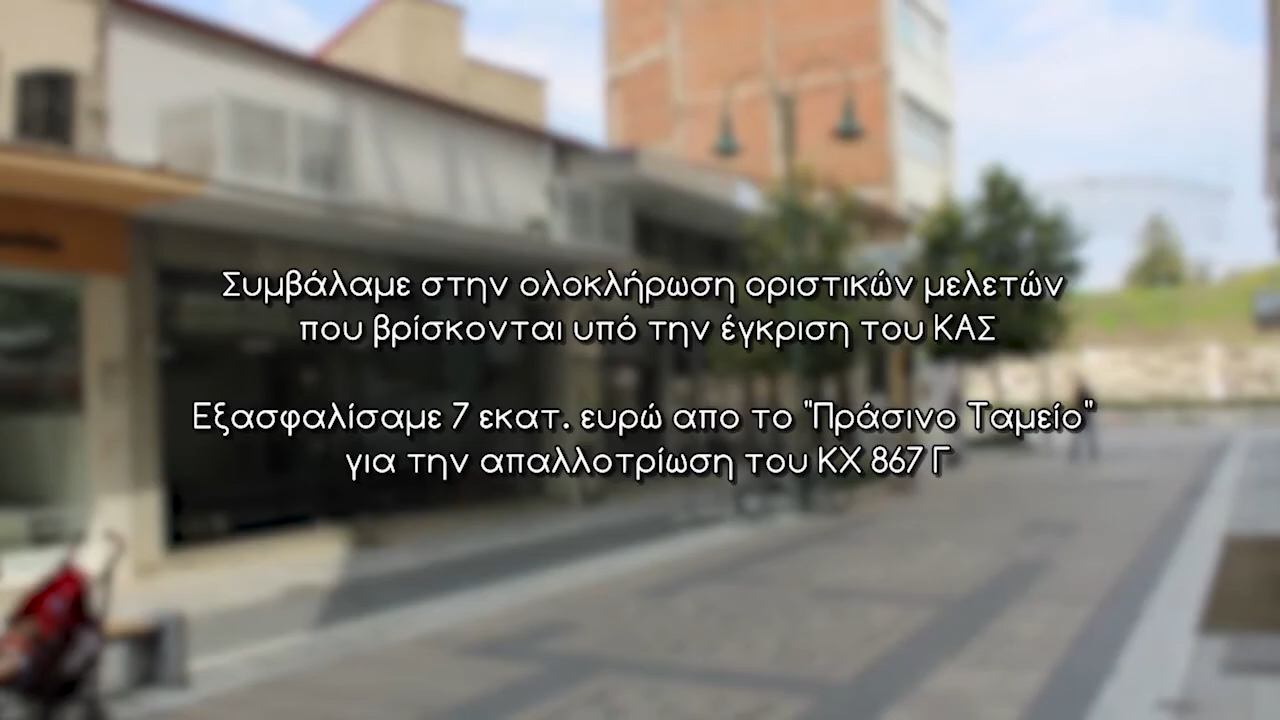 Συμβάλαμε στην ολοκλήρωση οριστικών μελετών
που βρίσκονται υπό την έγκριση του ΚΑΣ
Εξασφαλίσαμε 7 εκατ. ευρώ απο το "Πράσινο Ταμείο"
για την απαλλοτρίωση του ΚΧ 867 Γ